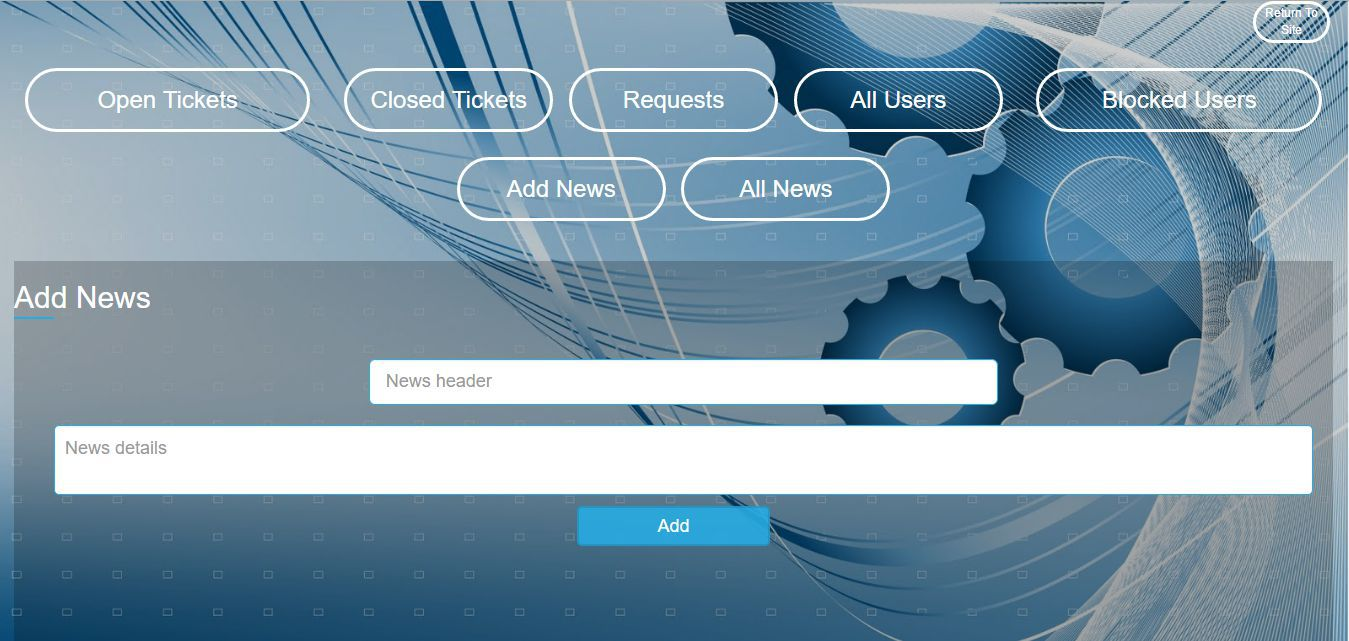 Return To
Site
Open Tickets
Closed Tickets
Requests
All Users
Blocked Users
Add News
All News
Add News
News header
News details
Add